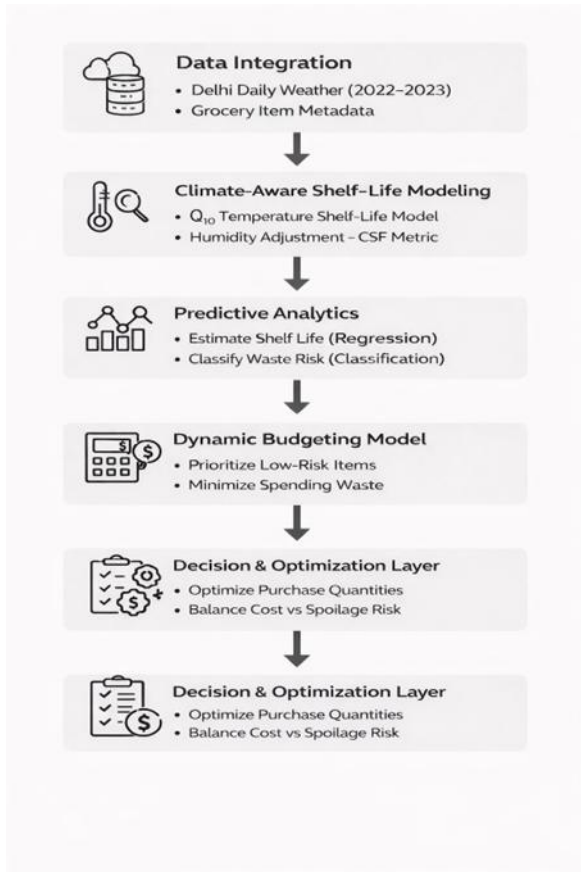 Data Integration
• Delhi Daily Weather (2022–2023)
• Grocery Item Metadata
Climate-Aware Shelf-Life Modeling
• Q₁₀ Temperature Shelf-Life Model
• Humidity Adjustment – CSF Metric
Predictive Analytics
• Estimate Shelf Life (Regression)
• Classify Waste Risk (Classification)
$
$
Dynamic Budgeting Model
• Prioritize Low-Risk Items
• Minimize Spending Waste
$
Decision & Optimization Layer
• Optimize Purchase Quantities
• Balance Cost vs Spoilage Risk
$
Decision & Optimization Layer
• Optimize Purchase Quantities
• Balance Cost vs Spoilage Risk